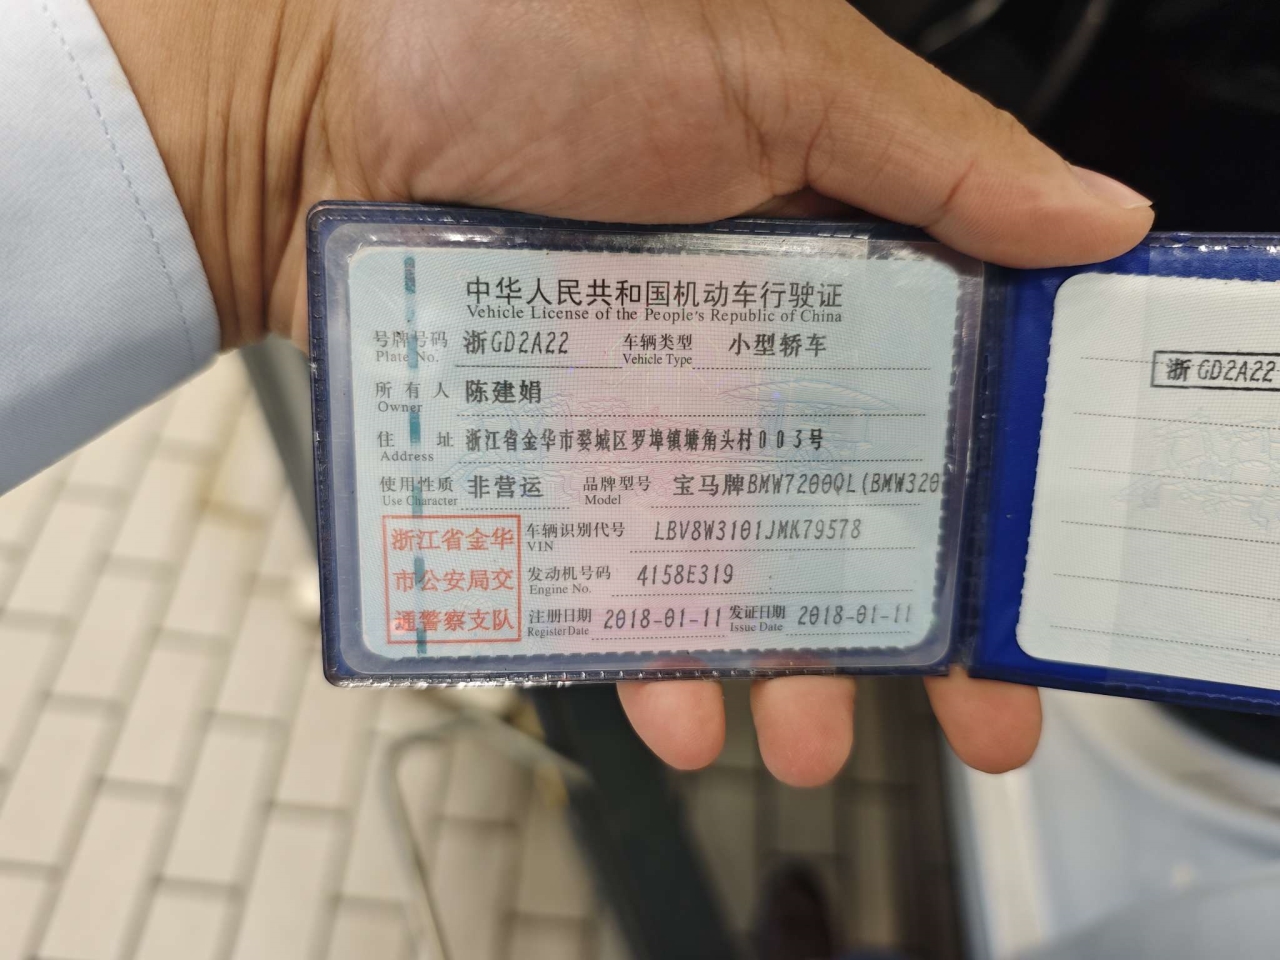 中华人民共和国机动车行驶证
Vehicle License of the People's Republic of China
号牌号码 浙GD2A22 车辆类型 小型轿车
Plate No. Vehicle Type
所有人 陈建娟
Owner
住址 浙江省金华市婺城区罗埠镇塘角头村003号
Address
使用性质 非营运 品牌型号 宝马牌BMW7200QL(BMW320
Use Character Model
浙江省金华
市公安局交
通警察支队
车辆识别代号 LBV8W3101JMK79578
VIN
发动机号码 4158E319
Engine No.
注册日期 2018-01-11 发证日期 2018-01-11
Register Date Issue Date
浙GD2A22